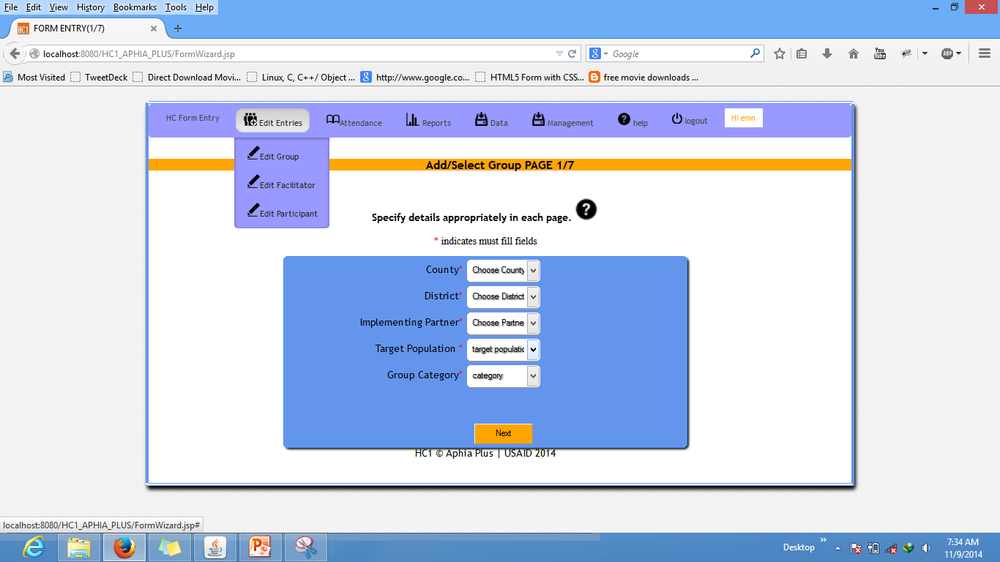 File Edit View History Bookmarks Tools Help
HC1 FORM ENTRY(1/7)
localhost:8080/HC1_APHIA_PLUS/FormWizard.jsp
Google
Most Visited TweetDeck Direct Download Movi... Linux, C, C++/ Object ... http://www.google.co... HTML5 Form with CSS... free movie downloads ...
HC Form Entry Edit Entries Attendance Reports Data Management help logout Hi emn
Edit Group
Edit Facilitator
Edit Participant
Add/Select Group PAGE 1/7
Specify details appropriately in each page. ?
* indicates must fill fields
County* Choose County
District* Choose District
Implementing Partner* Choose Partne
Target Population * target populatio
Group Category* category
Next
HC1 © Aphia Plus | USAID 2014
localhost:8080/HC1_APHIA_PLUS/FormWizard.jsp#
Desktop
7:34 AM
11/9/2014